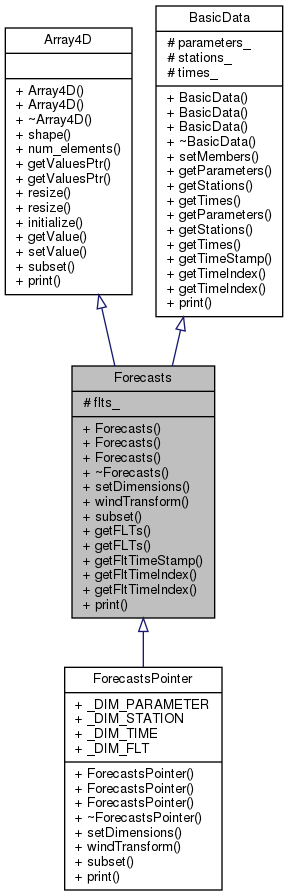 Array4D
+ Array4D()
+ Array4D()
+ ~Array4D()
+ shape()
+ num_elements()
+ getValuesPtr()
+ getValuesPtr()
+ resize()
+ resize()
+ initialize()
+ getValue()
+ setValue()
+ subset()
+ print()
BasicData
# parameters_
# stations_
# times_
+ BasicData()
+ BasicData()
+ BasicData()
+ ~BasicData()
+ setMembers()
+ getParameters()
+ getStations()
+ getTimes()
+ getParameters()
+ getStations()
+ getTimes()
+ getTimeStamp()
+ getTimeIndex()
+ getTimeIndex()
+ print()
Forecasts
# flts_
+ Forecasts()
+ Forecasts()
+ Forecasts()
+ ~Forecasts()
+ setDimensions()
+ windTransform()
+ subset()
+ getFLTs()
+ getFLTs()
+ getFltTimeStamp()
+ getFltTimeIndex()
+ getFltTimeIndex()
+ print()
ForecastsPointer
+ _DIM_PARAMETER
+ _DIM_STATION
+ _DIM_TIME
+ _DIM_FLT
+ ForecastsPointer()
+ ForecastsPointer()
+ ForecastsPointer()
+ ~ForecastsPointer()
+ setDimensions()
+ windTransform()
+ subset()
+ print()